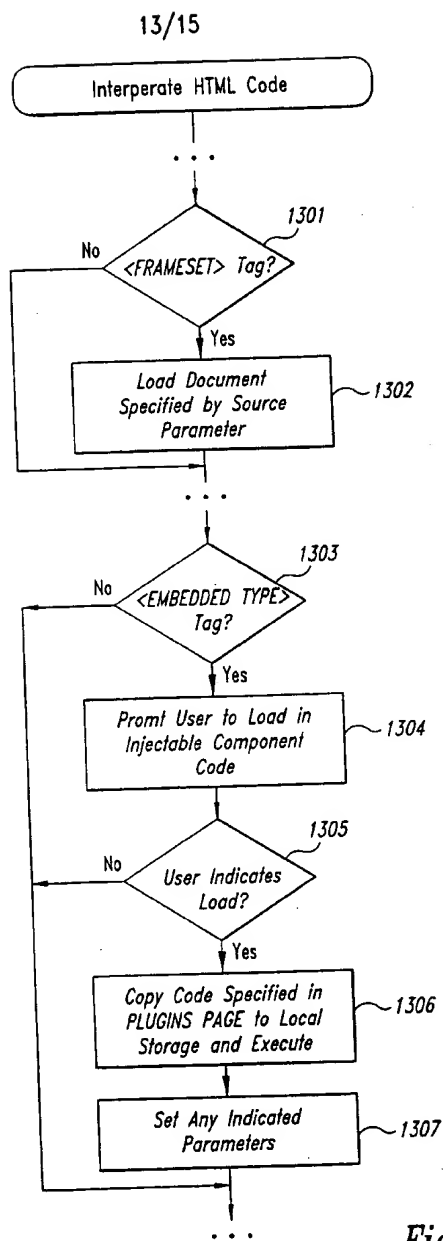 13/15
Interperate HTML Code
. . .
1301
No
<FRAMESET> Tag?
Yes
Load Document
Specified by Source
Parameter
1302
. . .
1303
No
<EMBEDDED TYPE>
Tag?
Yes
Promt User to Load in
Injectable Component
Code
1304
1305
No
User Indicates
Load?
Yes
Copy Code Specified in
PLUGINS PAGE to Local
Storage and Execute
1306
Set Any Indicated
Parameters
1307
. . .